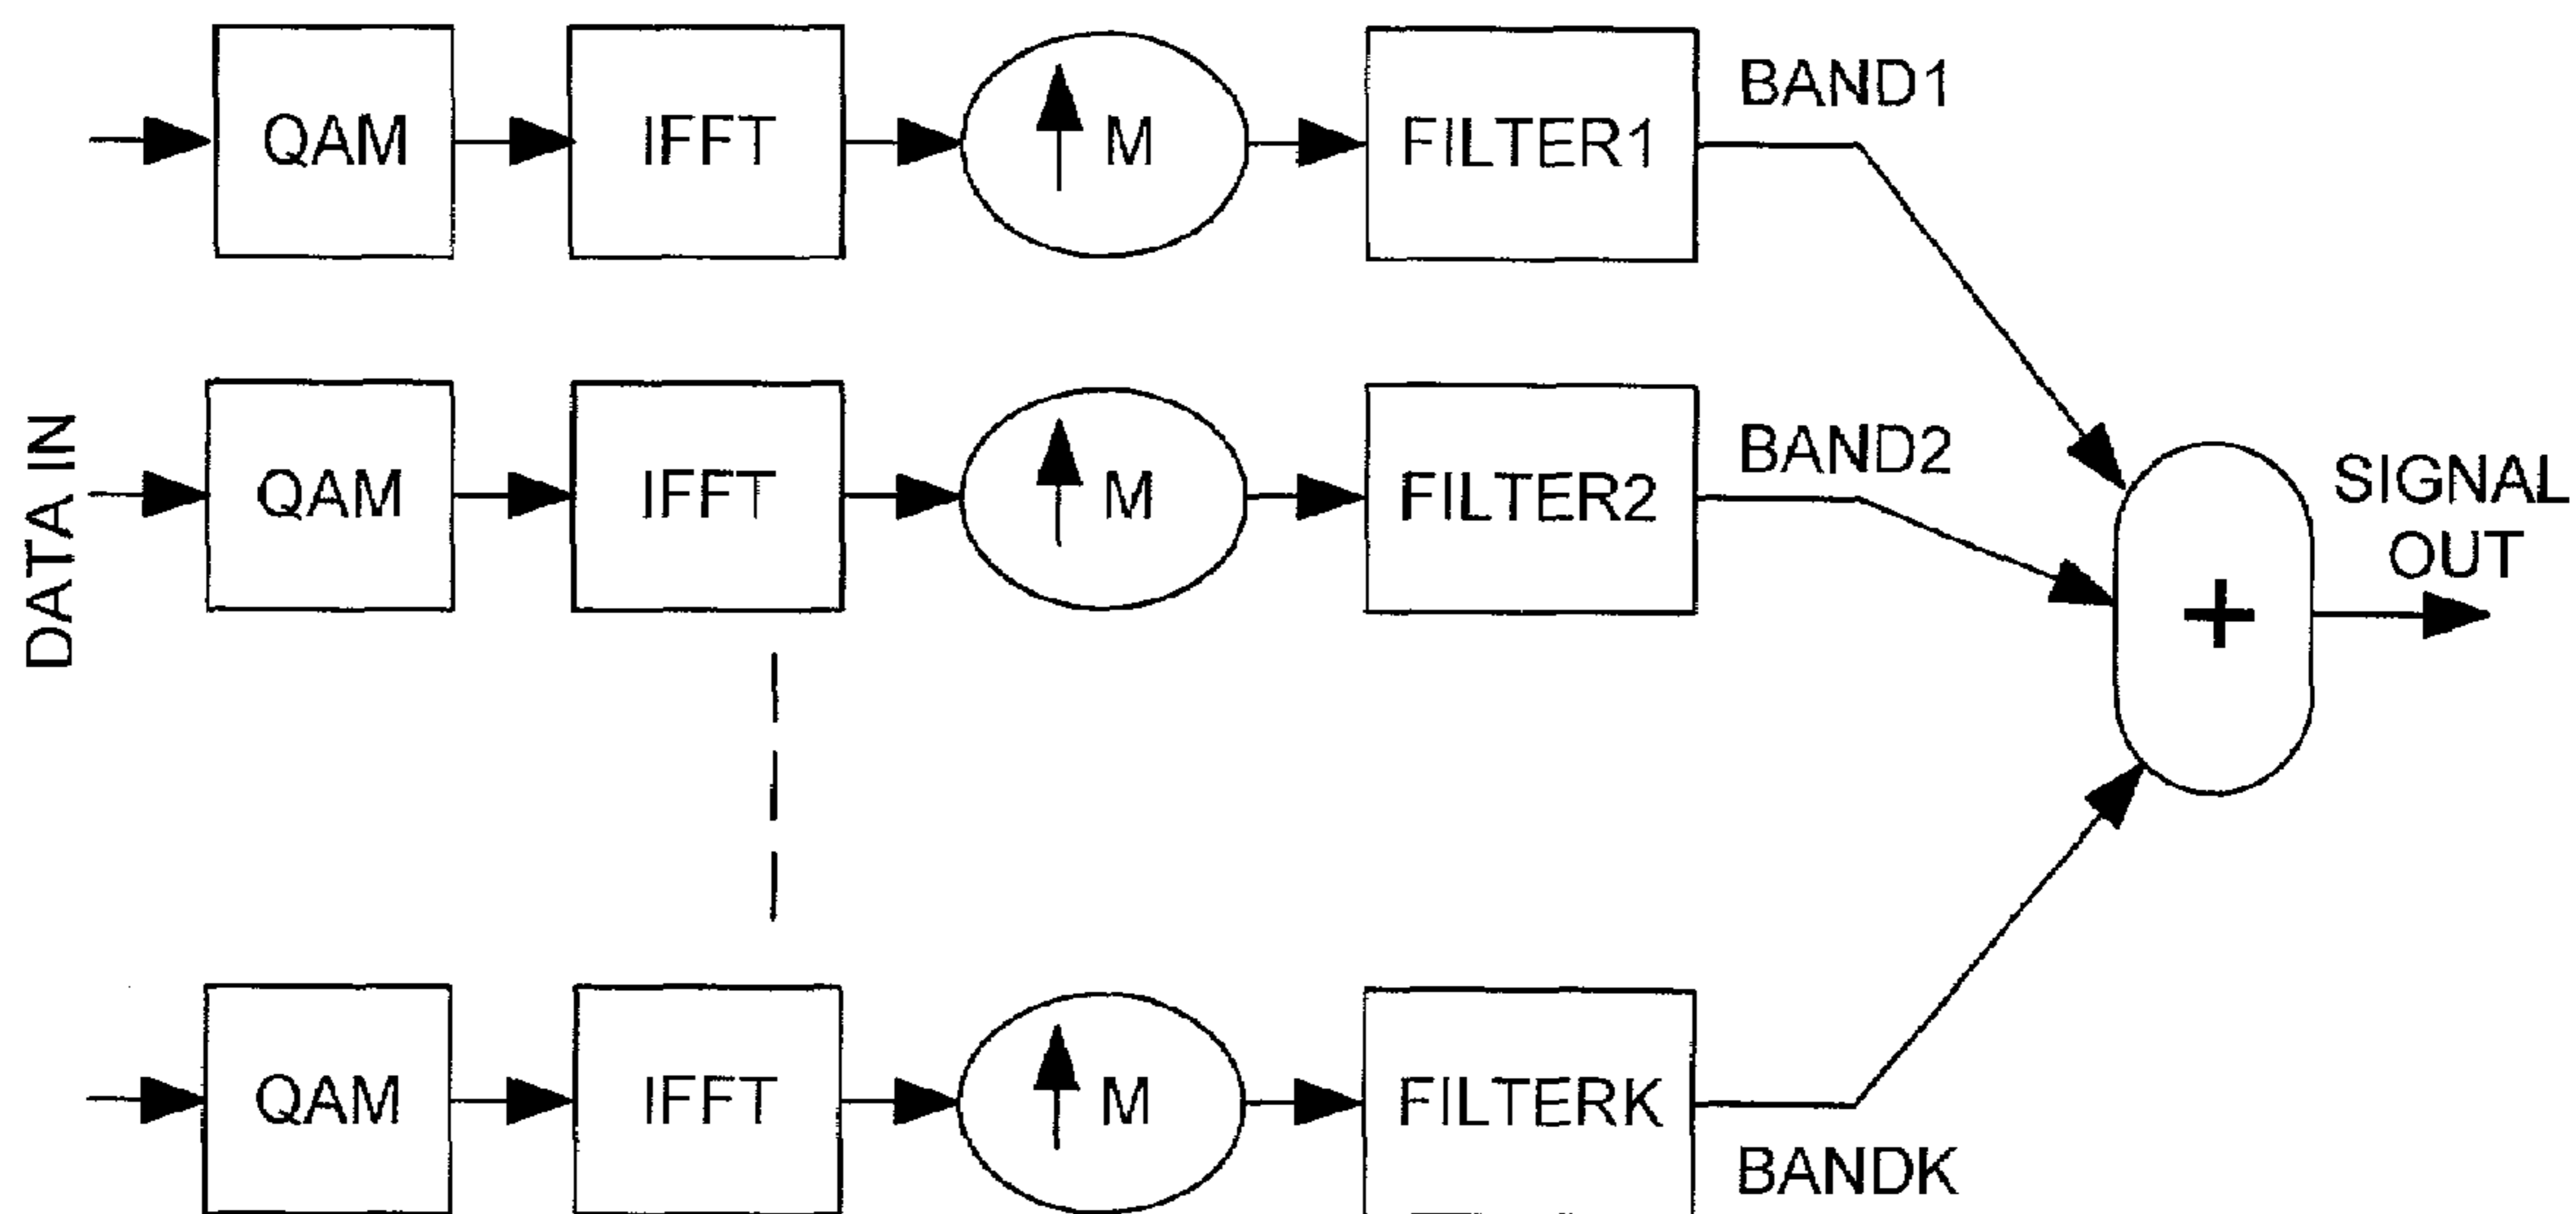 QAM IFFT M FILTER1 BAND1
DATA IN
QAM IFFT M FILTER2 BAND2
+
SIGNAL
OUT
QAM IFFT M FILTERK BANDK